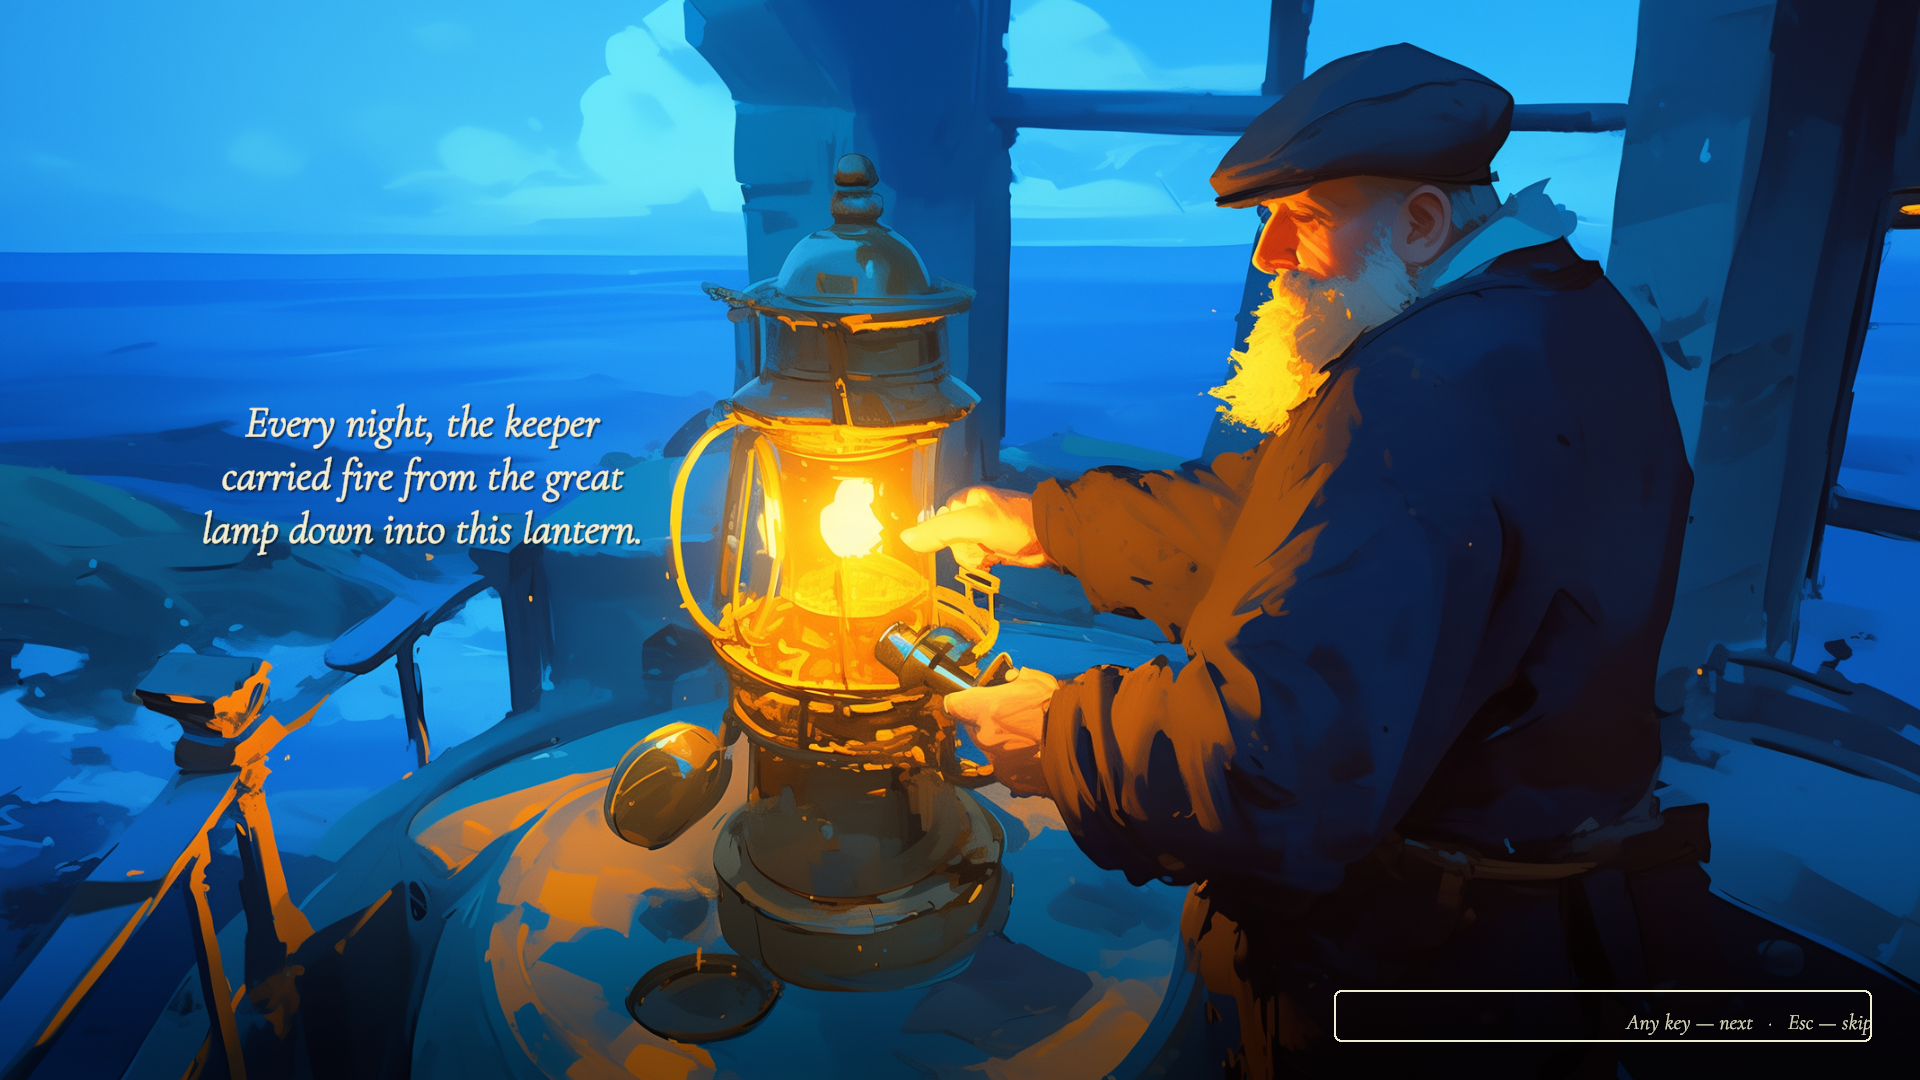 Every night, the keeper
carried fire from the great
lamp down into this lantern.
Any key — next · Esc — skip